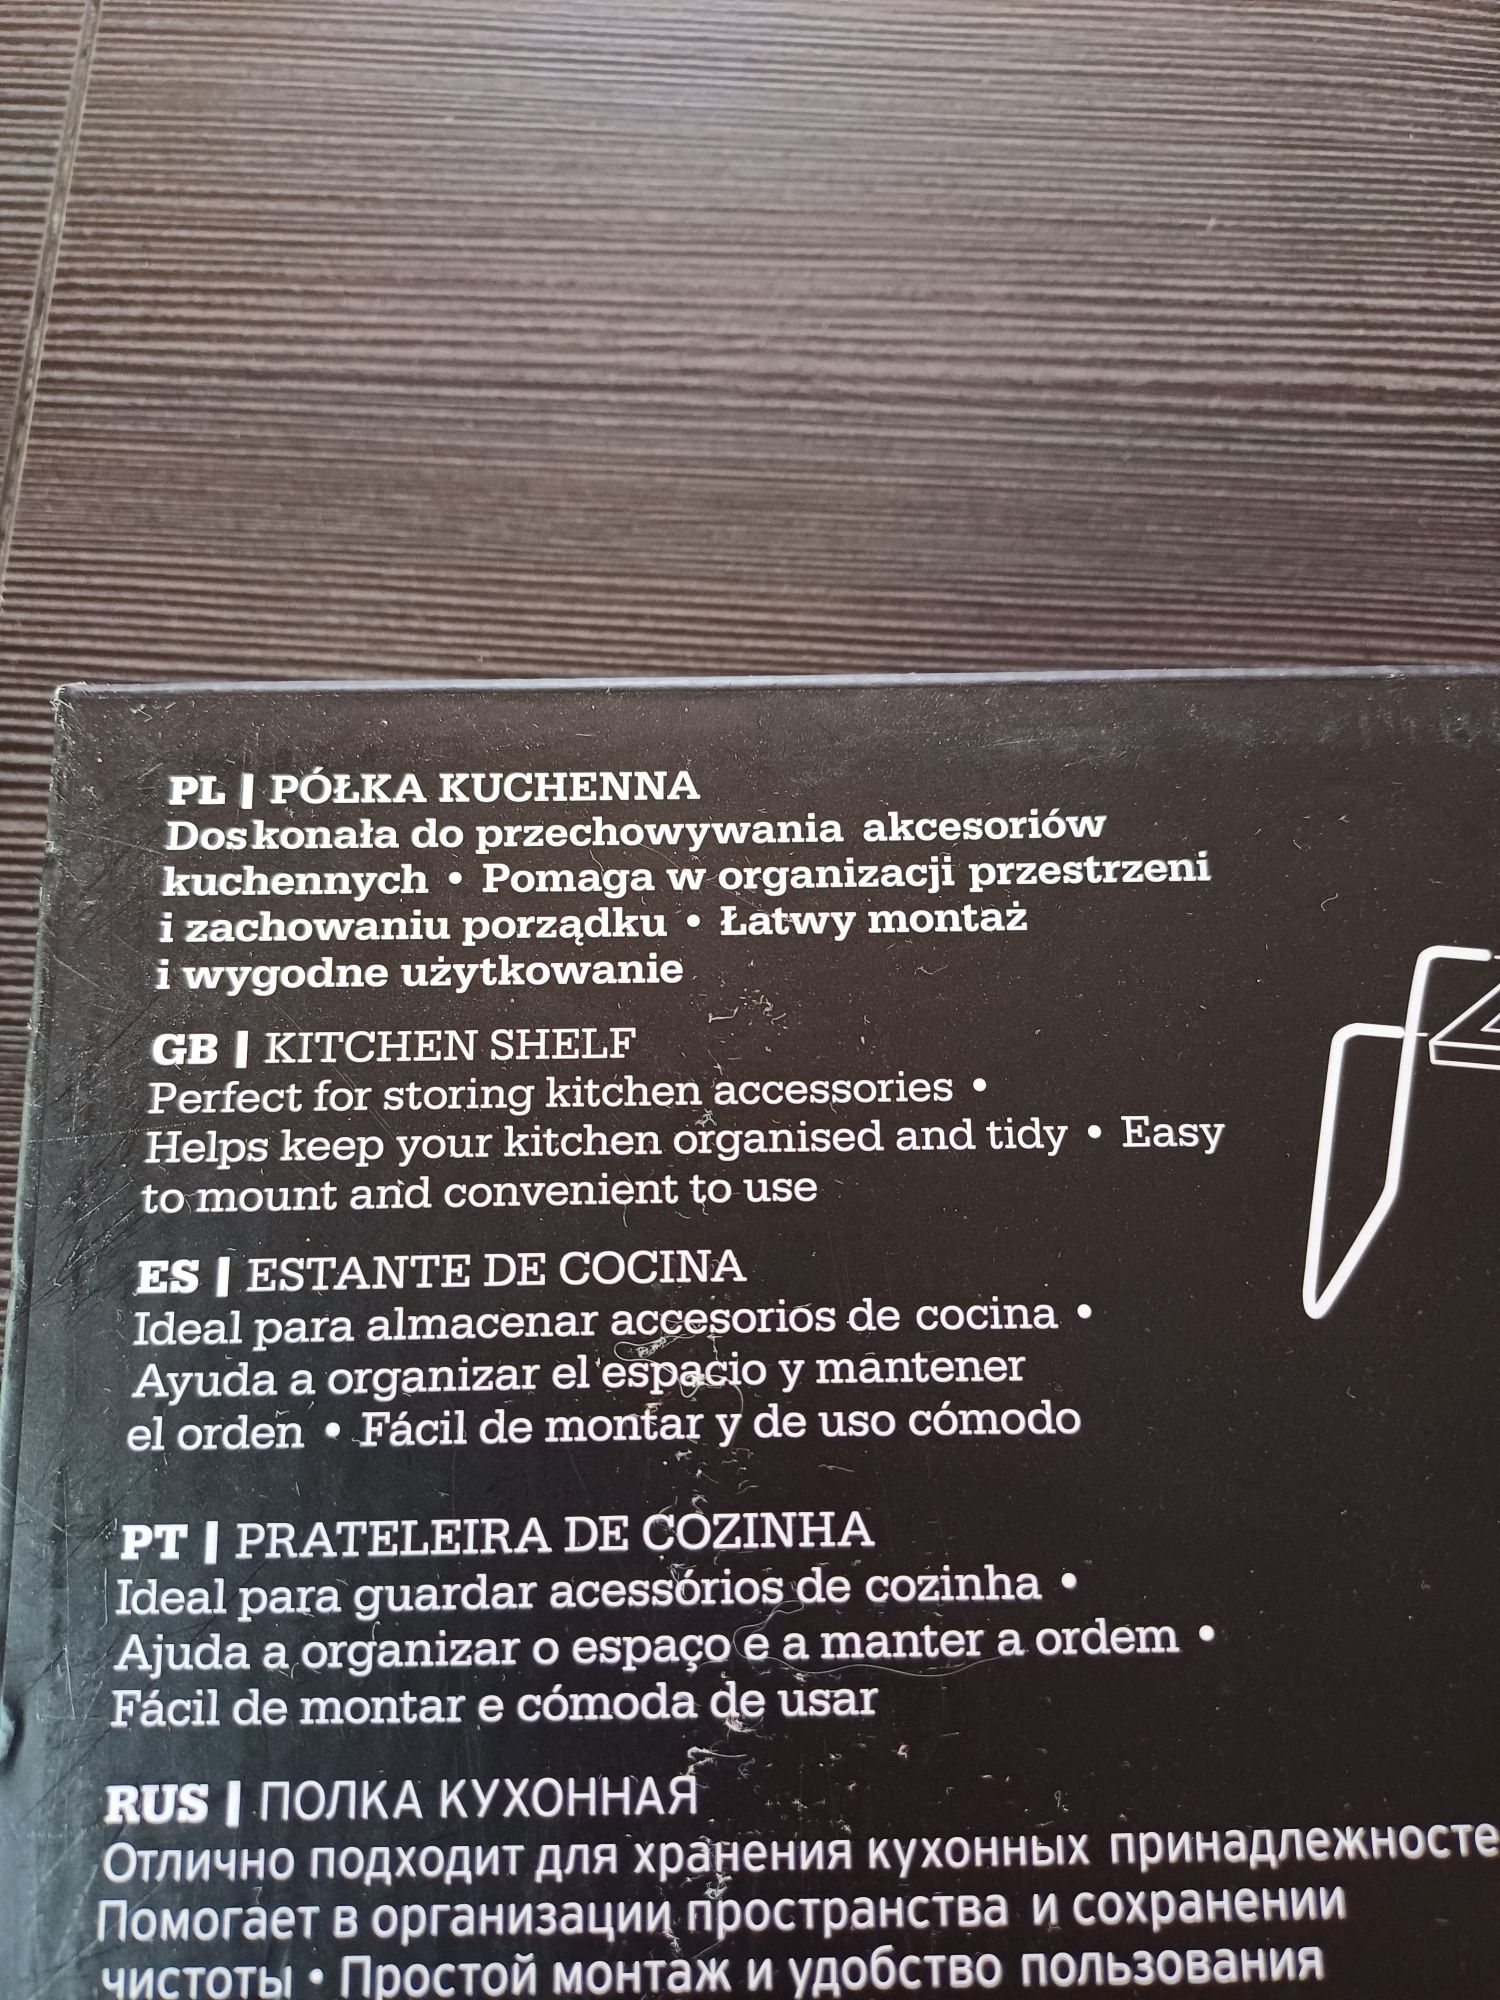 PL | PÓŁKA KUCHENNA
Doskonała do przechowywania akcesoriów
kuchennych • Pomaga w organizacji przestrzeni
i zachowaniu porządku • Łatwy montaż
i wygodne użytkowanie
GB | KITCHEN SHELF
Perfect for storing kitchen accessories •
Helps keep your kitchen organised and tidy • Easy
to mount and convenient to use
ES | ESTANTE DE COCINA
Ideal para almacenar accesorios de cocina •
Ayuda a organizar el espacio y mantener
el orden • Fácil de montar y de uso cómodo
PT | PRATELEIRA DE COZINHA
Ideal para guardar acessórios de cozinha •
Ajuda a organizar o espaço e a manter a ordem •
Fácil de montar e cómoda de usar
RUS | ПОЛКА КУХОННАЯ
Отлично подходит для хранения кухонных принадлежносте
Помогает в организации пространства и сохранении
чистоты • Простой монтаж и удобство пользования